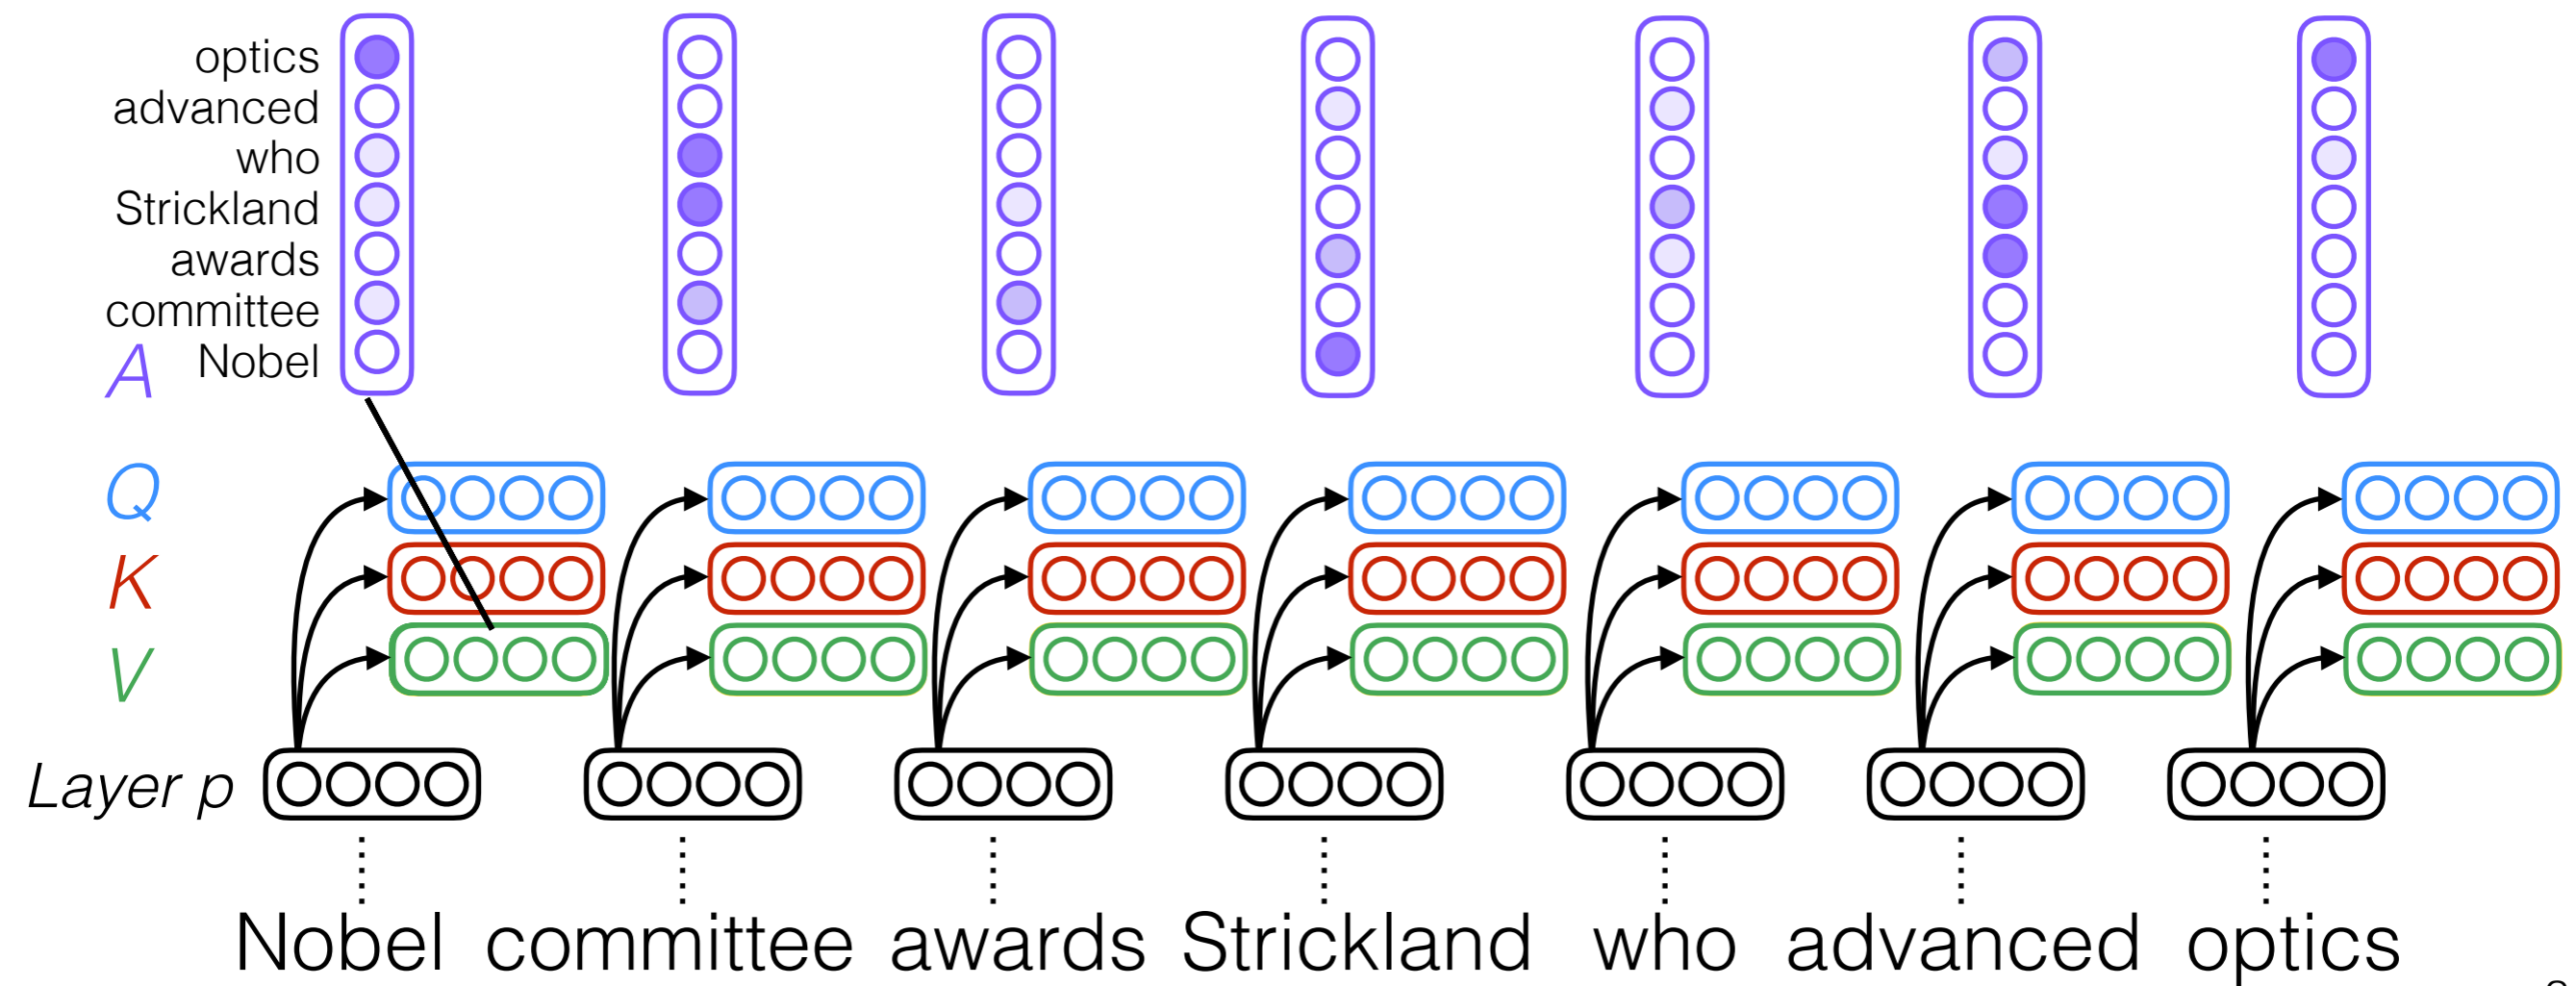 optics
advanced
who
Strickland
awards
committee
A Nobel
Q
K
V
Layer p
Nobel committee awards Strickland who advanced optics